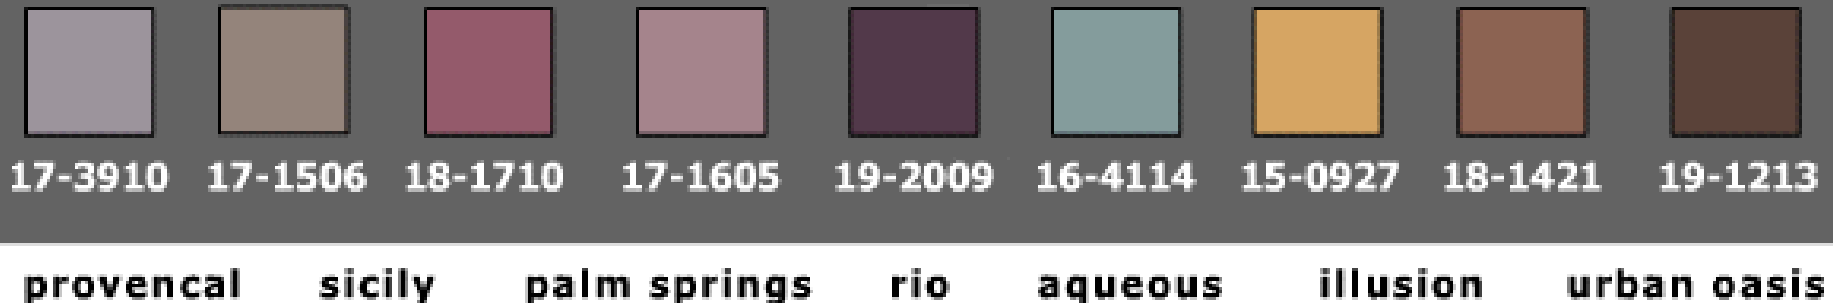 17-3910 17-1506 18-1710 17-1605 19-2009 16-4114 15-0927 18-1421 19-1213
provencal sicily palm springs rio aqueous illusion urban oasis